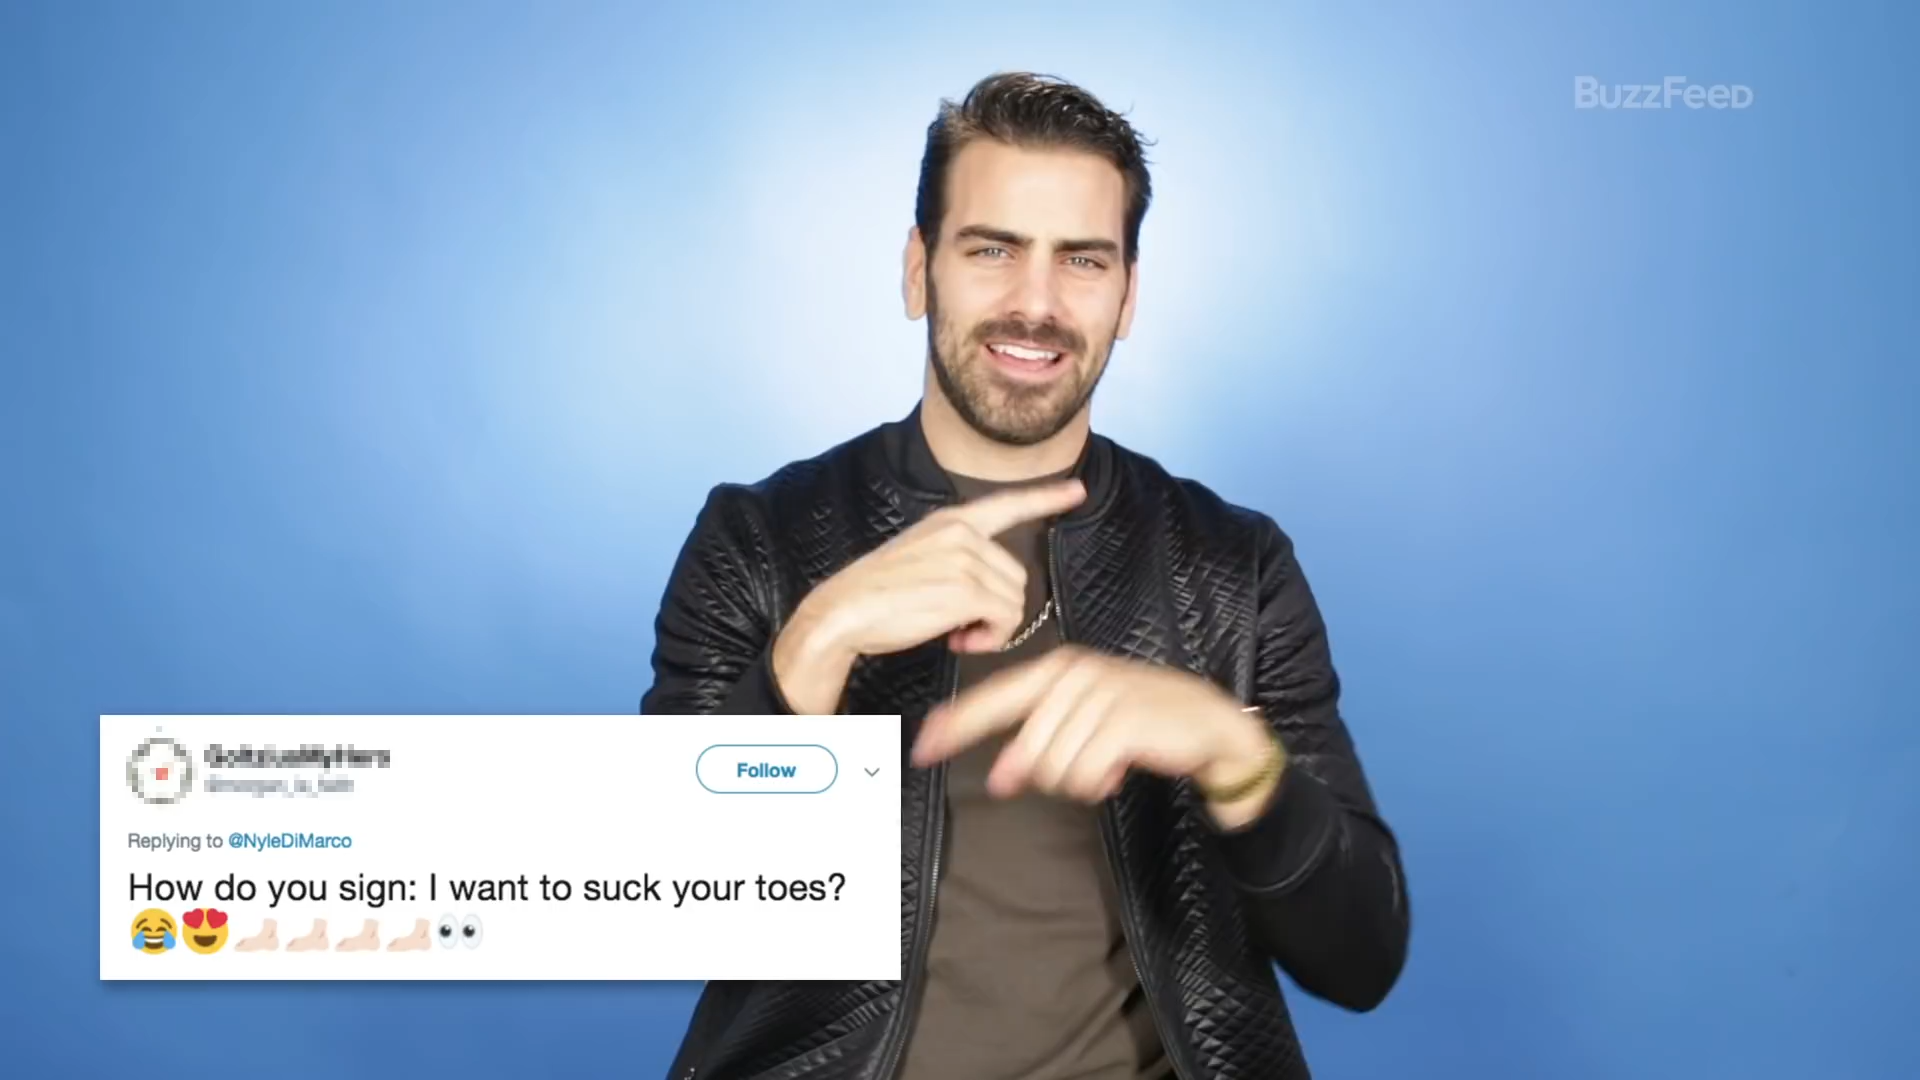 BuzzFeed
Follow
Replying to @NyleDiMarco
How do you sign: I want to suck your toes?
😂😍🦶🏻🦶🏻🦶🏻🦶🏻👀